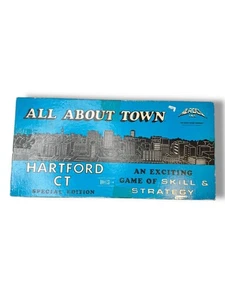 ALL ABOUT TOWN
HARTFORD
CT
SPECIAL EDITION
AN EXCITING
GAME OF SKILL &
STRATEGY